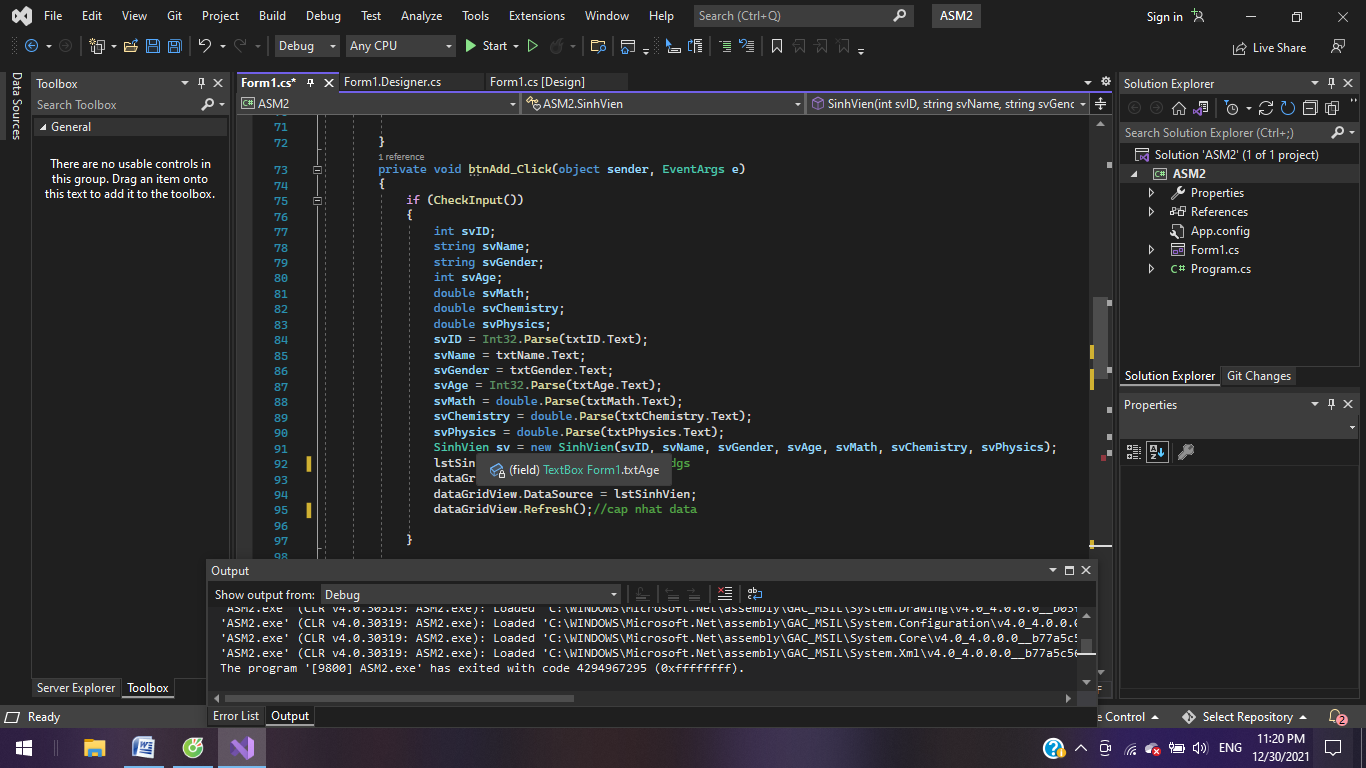 File Edit View Git Project Build Debug Test Analyze Tools Extensions Window Help Search (Ctrl+Q) ASM2 Sign in
Debug Any CPU Start Live Share
Data Sources
Toolbox
Search Toolbox
General
There are no usable controls in
this group. Drag an item onto
this text to add it to the toolbox.
Server Explorer Toolbox
Form1.cs* Form1.Designer.cs Form1.cs [Design]
ASM2 ASM2.SinhVien SinhVien(int svID, string svName, string svGenc
71
72 }
1 reference
73 private void btnAdd_Click(object sender, EventArgs e)
74 {
75 if (CheckInput())
76 {
77 int svID;
78 string svName;
79 string svGender;
80 int svAge;
81 double svMath;
82 double svChemistry;
83 double svPhysics;
84 svID = Int32.Parse(txtID.Text);
85 svName = txtName.Text;
86 svGender = txtGender.Text;
87 svAge = Int32.Parse(txtAge.Text);
88 svMath = double.Parse(txtMath.Text);
89 svChemistry = double.Parse(txtChemistry.Text);
90 svPhysics = double.Parse(txtPhysics.Text);
91 SinhVien sv = new SinhVien(svID, svName, svGender, svAge, svMath, svChemistry, svPhysics);
92 lstSin dgs
(field) TextBox Form1.txtAge
93 dataGr
94 dataGridView.DataSource = lstSinhVien;
95 dataGridView.Refresh();//cap nhat data
96
97 }
98
Output
Show output from: Debug
'ASM2.exe' (CLR v4.0.30319: ASM2.exe): Loaded 'C:\WINDOWS\Microsoft.Net\assembly\GAC_MSIL\System.Drawing\v4.0_4.0.0.0__b03f
'ASM2.exe' (CLR v4.0.30319: ASM2.exe): Loaded 'C:\WINDOWS\Microsoft.Net\assembly\GAC_MSIL\System.Configuration\v4.0_4.0.0.0
'ASM2.exe' (CLR v4.0.30319: ASM2.exe): Loaded 'C:\WINDOWS\Microsoft.Net\assembly\GAC_MSIL\System.Core\v4.0_4.0.0.0__b77a5c5
'ASM2.exe' (CLR v4.0.30319: ASM2.exe): Loaded 'C:\WINDOWS\Microsoft.Net\assembly\GAC_MSIL\System.Xml\v4.0_4.0.0.0__b77a5c56
The program '[9800] ASM2.exe' has exited with code 4294967295 (0xffffffff).
Error List Output
Solution Explorer
Search Solution Explorer (Ctrl+;)
Solution 'ASM2' (1 of 1 project)
C# ASM2
Properties
References
App.config
Form1.cs
C# Program.cs
Solution Explorer Git Changes
Properties
Ready e Control Select Repository 2
ENG 11:20 PM
12/30/2021